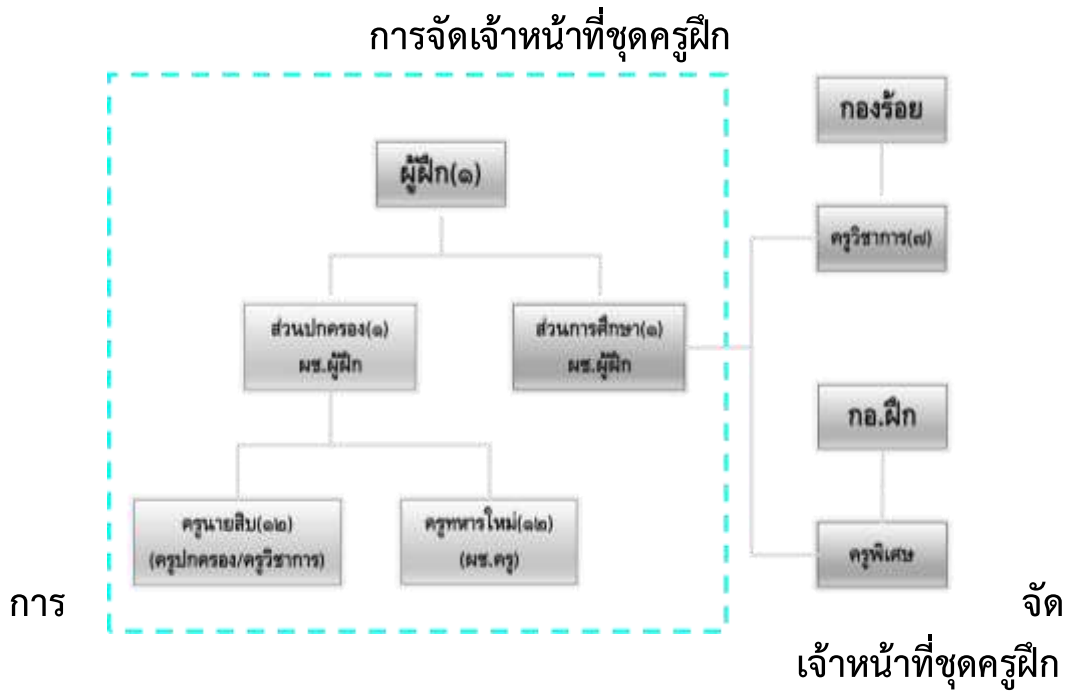 การจัดเจ้าหน้าที่ชุดครูฝึก
กองร้อย
ผู้ฝึก(๑)
ครูวิชาการ(๗)
ส่วนปกครอง(๑)
ผช.ผู้ฝึก
ส่วนการศึกษา(๑)
ผช.ผู้ฝึก
กอ.ฝึก
ครูนายสิบ(๑๒)
(ครูปกครอง/ครูวิชาการ)
ครูทหารใหม่(๑๒)
(ผช.ครู)
ครูพิเศษ
การ จัด
เจ้าหน้าที่ชุดครูฝึก